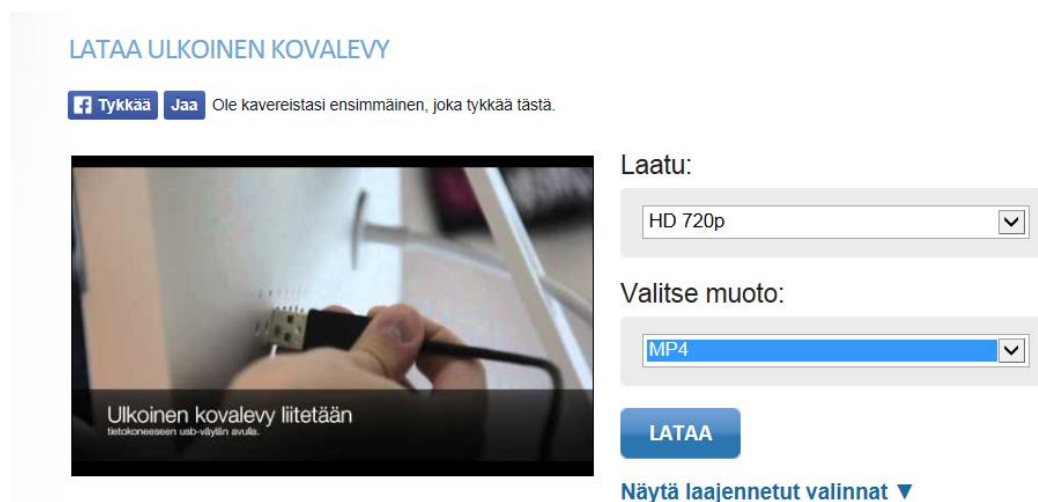 LATAA ULKOINEN KOVALEVY
Tykkää Jaa Ole kavereistasi ensimmäinen, joka tykkää tästä.
Laatu:
HD 720p
Valitse muoto:
MP4
Ulkoinen kovalevy liitetään
tietokoneeseen usb-väylän avulla.
LATAA
Näytä laajennetut valinnat ▼